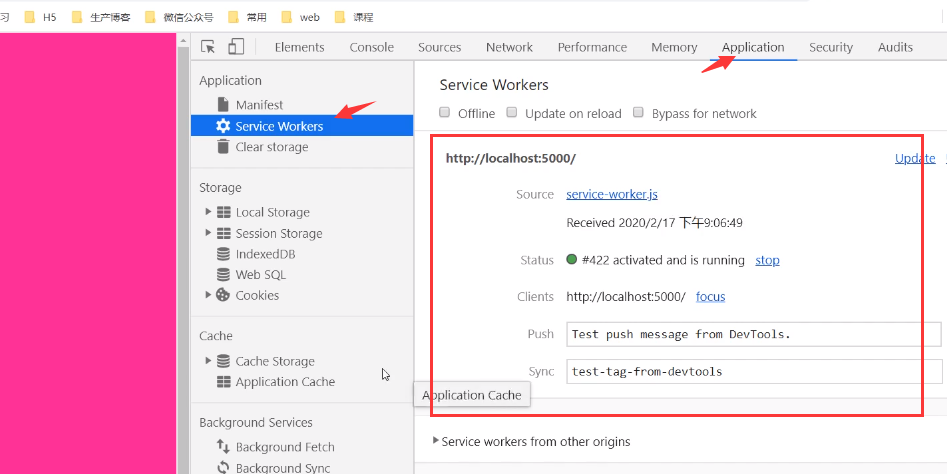 习 H5 生产博客 微信公众号 常用 web 课程
Elements Console Sources Network Performance Memory Application Security Audits
Application
Manifest
Service Workers
Clear storage
Storage
Local Storage
Session Storage
IndexedDB
Web SQL
Cookies
Cache
Cache Storage
Application Cache
Background Services
Background Fetch
Background Sync
Service Workers
Offline Update on reload Bypass for network
http://localhost:5000/ Update
Source service-worker.js
Received 2020/2/17 下午9:06:49
Status #422 activated and is running stop
Clients http://localhost:5000/ focus
Push Test push message from DevTools.
Sync test-tag-from-devtools
Application Cache
Service workers from other origins